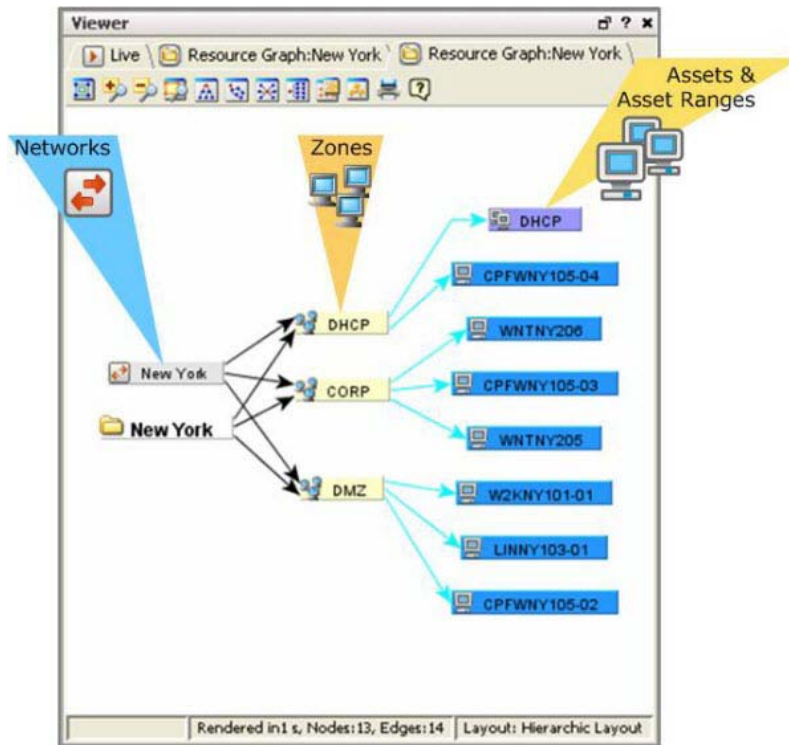 Viewer
Live
Resource Graph:New York
Resource Graph:New York
Assets &
Asset Ranges
Networks
Zones
DHCP
CPFWNY105-04
DHCP
WNTNY206
New York
CORP
CPFWNY105-03
New York
WNTNY205
DMZ
W2KNY101-01
LINNY103-01
CPFWNY105-02
Rendered in1 s, Nodes:13, Edges:14
Layout: Hierarchic Layout